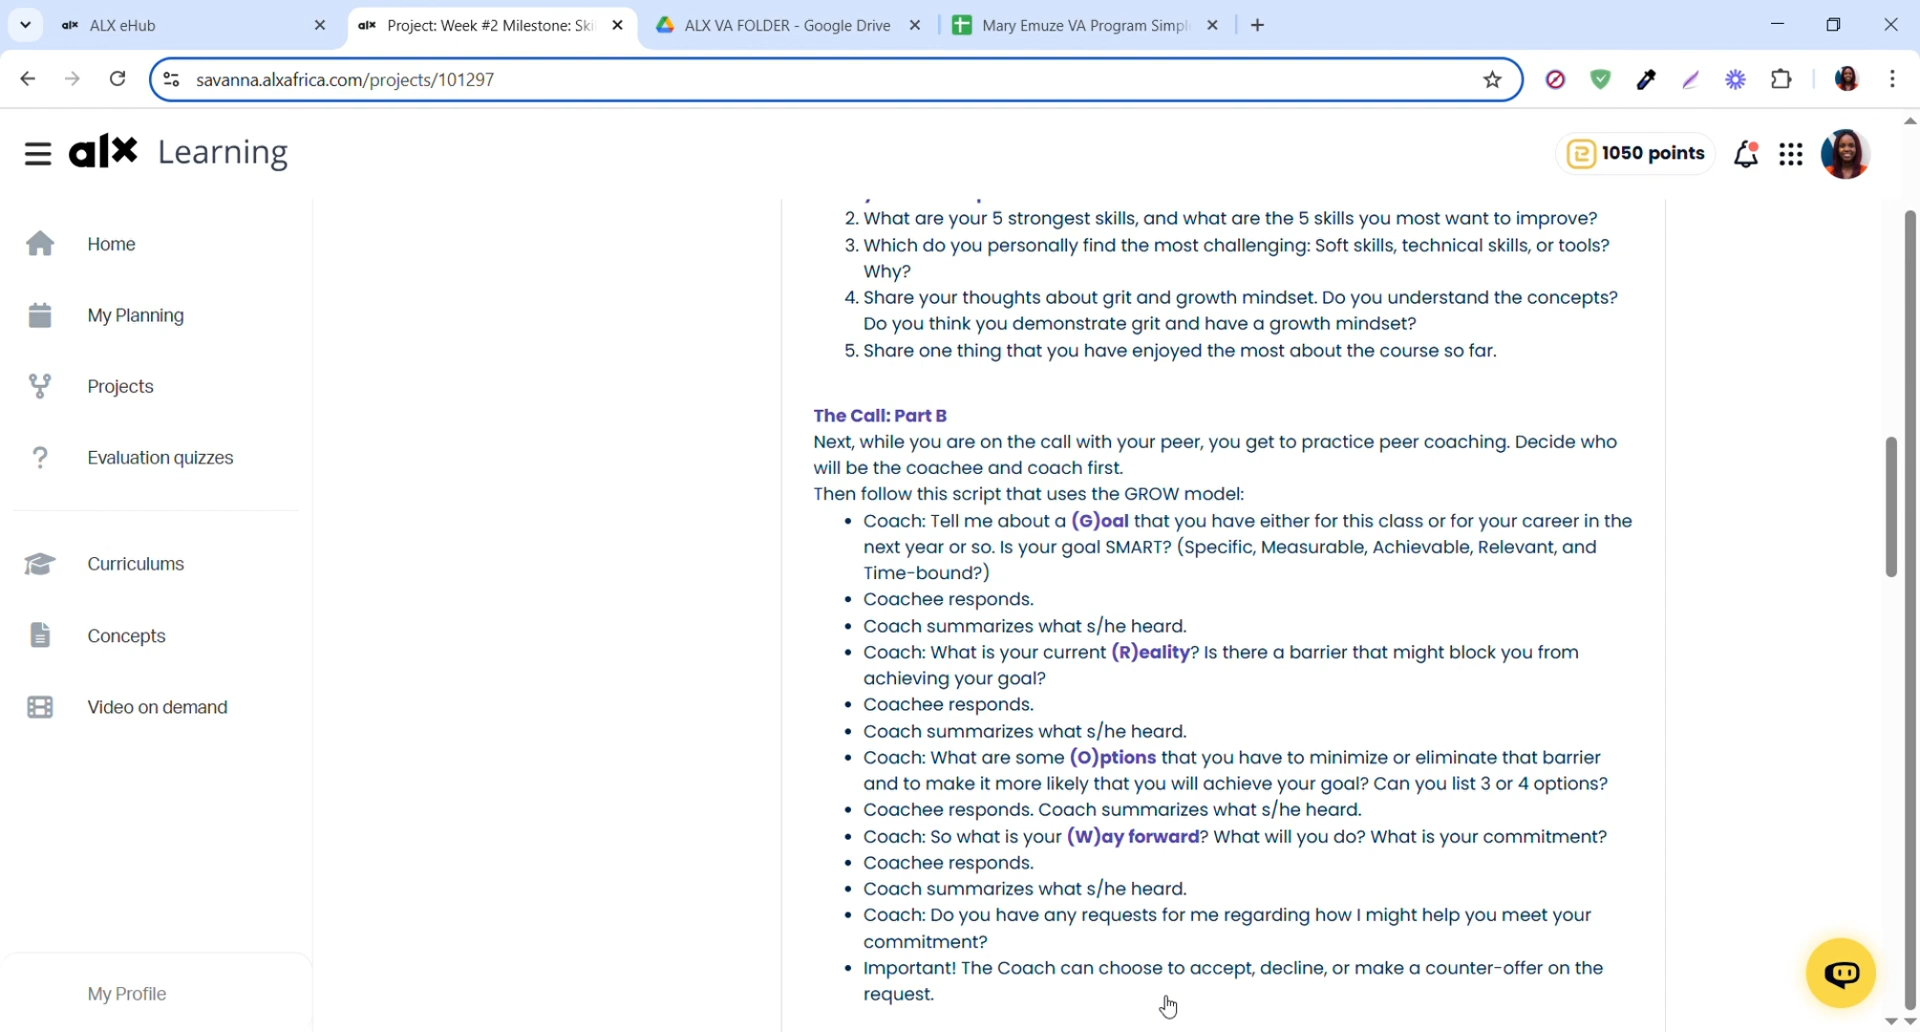 ALX eHub
Project: Week #2 Milestone: Ski
ALX VA FOLDER - Google Drive
Mary Emuze VA Program Simpl
savanna.alxafrica.com/projects/101297
alx Learning
1050 points
Home
My Planning
Projects
Evaluation quizzes
Curriculums
Concepts
Video on demand
My Profile
2. What are your 5 strongest skills, and what are the 5 skills you most want to improve?
3. Which do you personally find the most challenging: Soft skills, technical skills, or tools?
Why?
4. Share your thoughts about grit and growth mindset. Do you understand the concepts?
Do you think you demonstrate grit and have a growth mindset?
5. Share one thing that you have enjoyed the most about the course so far.
The Call: Part B
Next, while you are on the call with your peer, you get to practice peer coaching. Decide who
will be the coachee and coach first.
Then follow this script that uses the GROW model:
• Coach: Tell me about a (G)oal that you have either for this class or for your career in the
next year or so. Is your goal SMART? (Specific, Measurable, Achievable, Relevant, and
Time-bound?)
• Coachee responds.
• Coach summarizes what s/he heard.
• Coach: What is your current (R)eality? Is there a barrier that might block you from
achieving your goal?
• Coachee responds.
• Coach summarizes what s/he heard.
• Coach: What are some (O)ptions that you have to minimize or eliminate that barrier
and to make it more likely that you will achieve your goal? Can you list 3 or 4 options?
• Coachee responds. Coach summarizes what s/he heard.
• Coach: So what is your (W)ay forward? What will you do? What is your commitment?
• Coachee responds.
• Coach summarizes what s/he heard.
• Coach: Do you have any requests for me regarding how I might help you meet your
commitment?
• Important! The Coach can choose to accept, decline, or make a counter-offer on the
request.